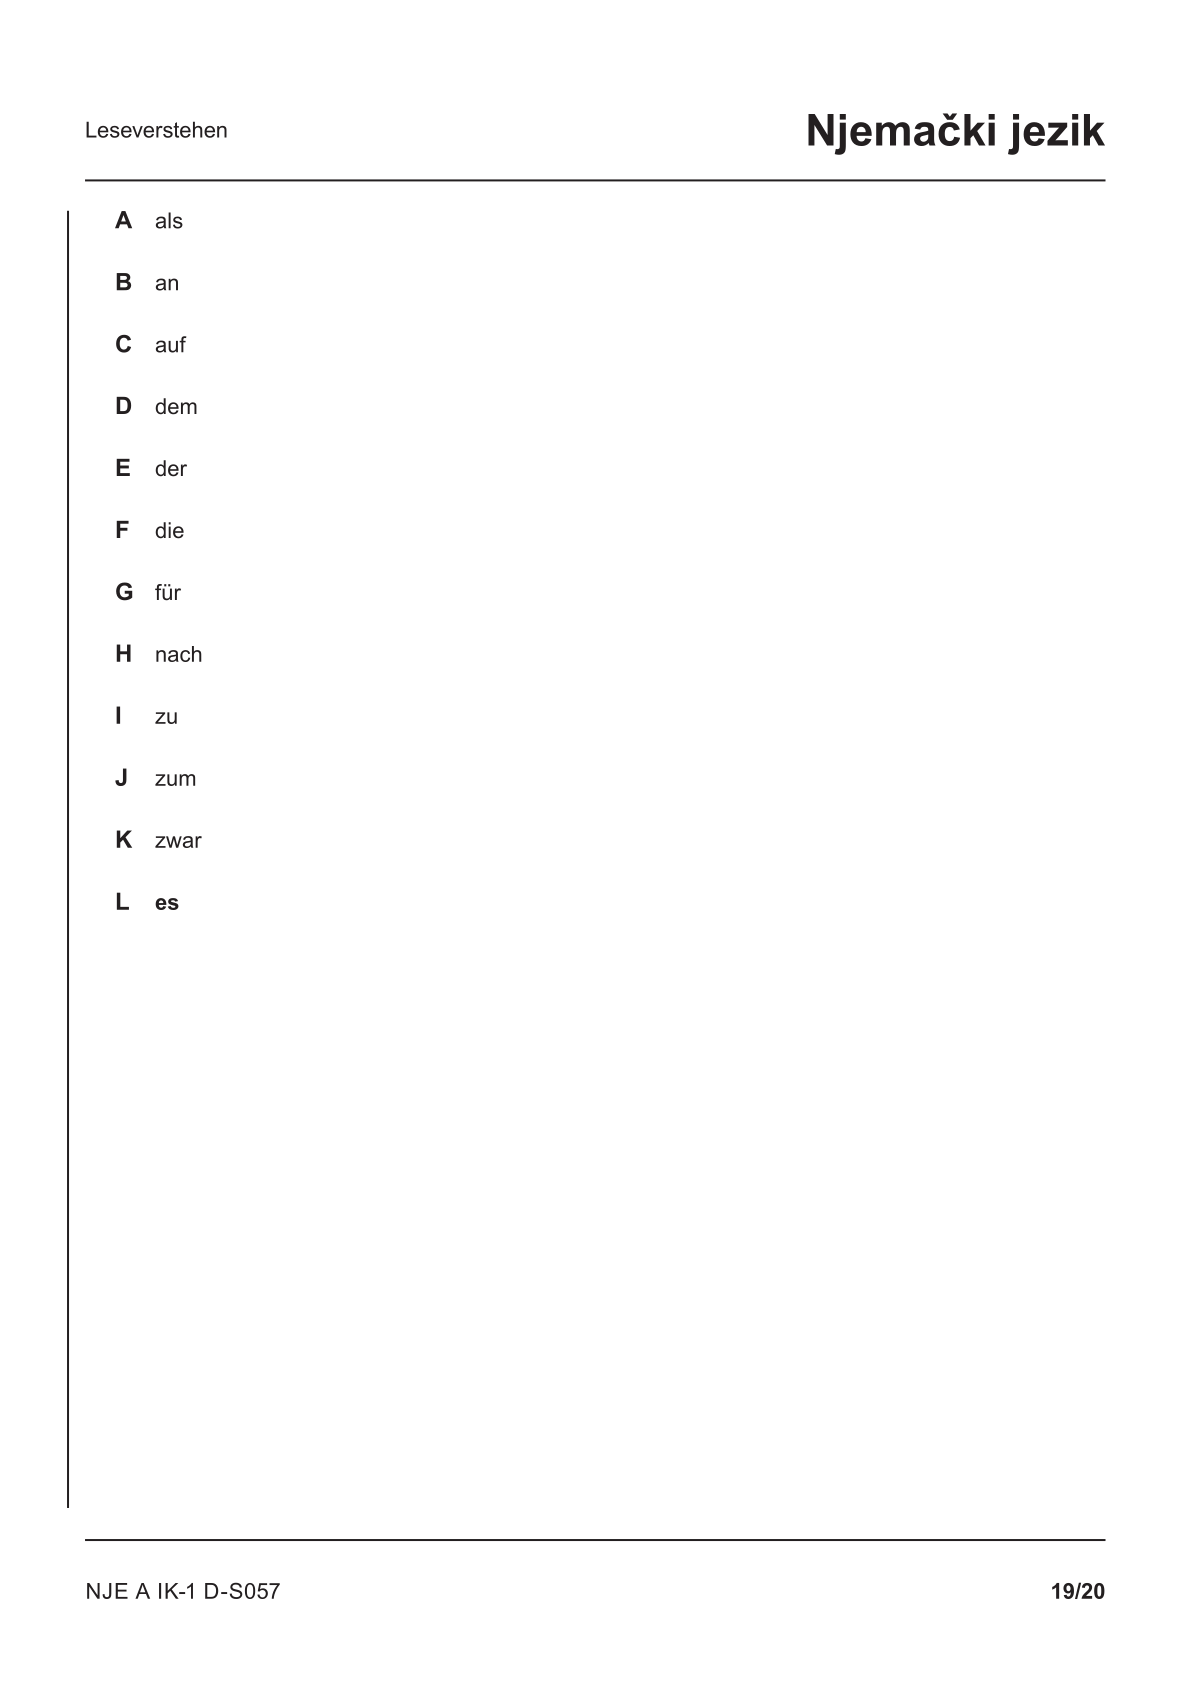 Leseverstehen
Njemački jezik
A als
B an
C auf
D dem
E der
F die
G für
H nach
I zu
J zum
K zwar
L es
NJE A IK-1 D-S057
19/20